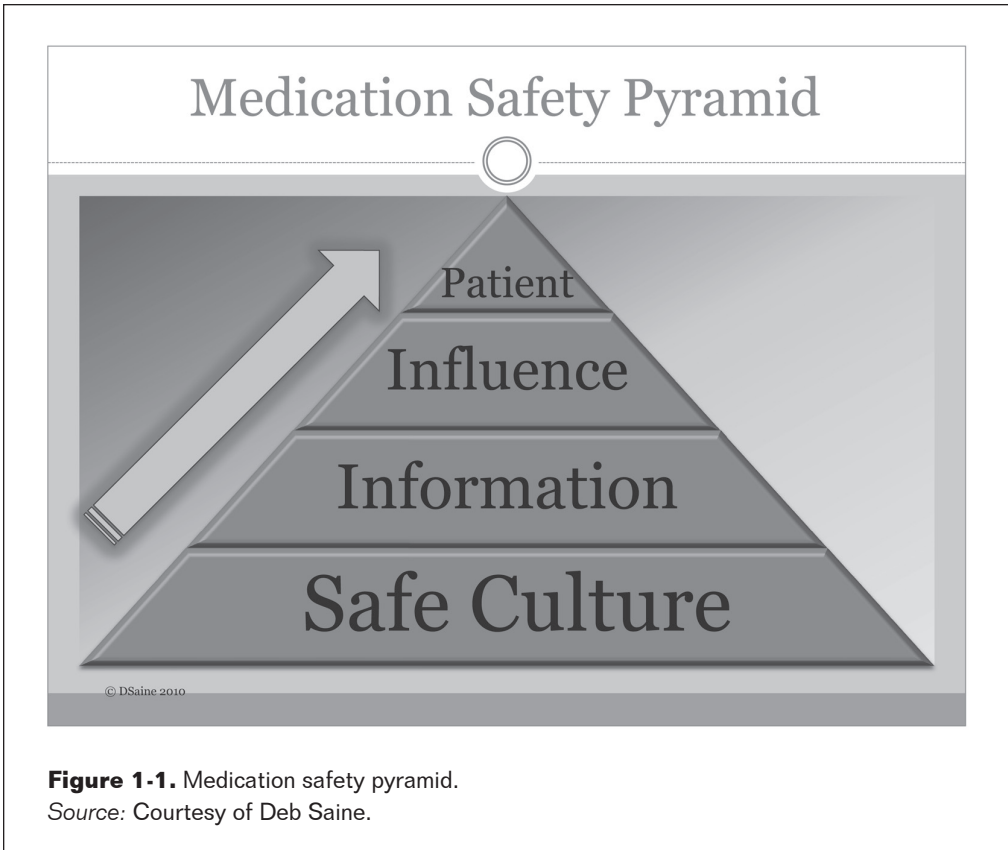 Medication Safety Pyramid
Patient
Influence
Information
Safe Culture
© DSaine 2010
Figure 1-1. Medication safety pyramid.
Source: Courtesy of Deb Saine.